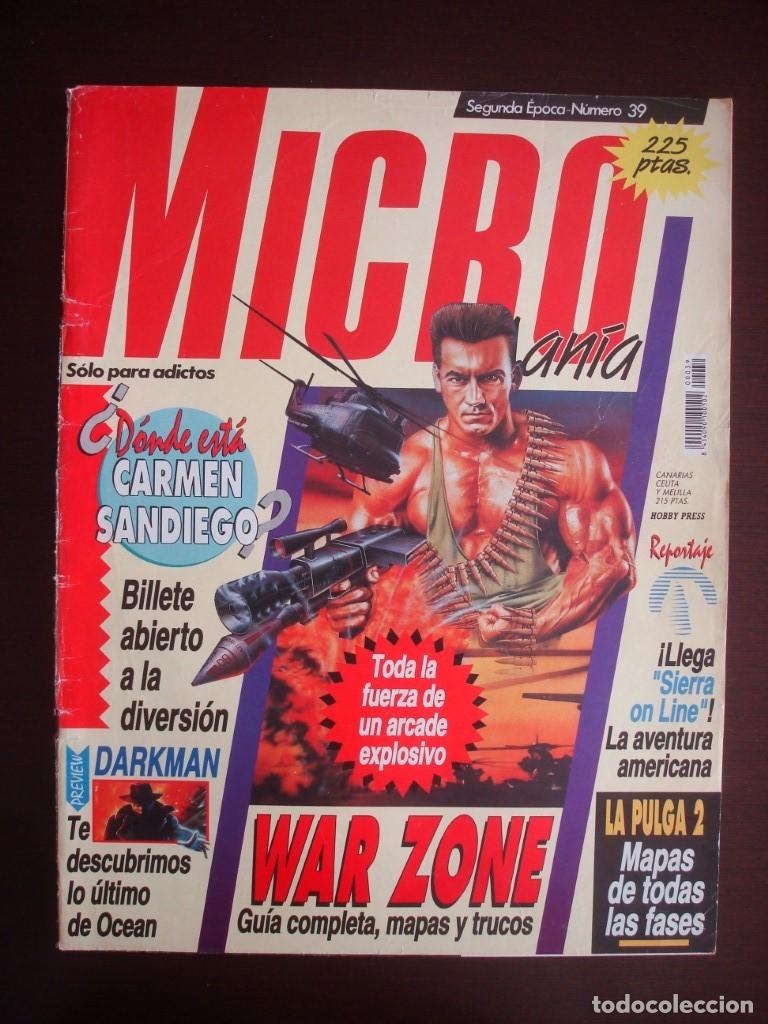 Segunda Época-Número 39
225
ptas.
MICRO
Manía
Sólo para adictos
¿Dónde está
CARMEN
SANDIEGO?
Billete
abierto
a la
diversión
PREVIEW
DARKMAN
Te
descubrimos
lo último
de Ocean
Toda la
fuerza de
un arcade
explosivo
WAR ZONE
Guía completa, mapas y trucos
00039
CANARIAS
CEUTA
Y MELILLA
215 PTAS.
HOBBY PRESS
Reportaje
¡Llega
"Sierra
on Line"!
La aventura
americana
LA PULGA 2
Mapas
de todas
las fases
todocoleccion